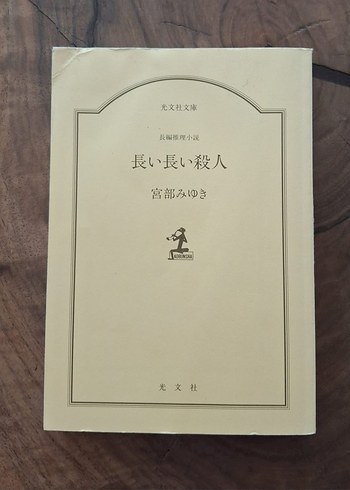 光文社文庫
長編推理小説
長い長い殺人
宮部みゆき
光文社